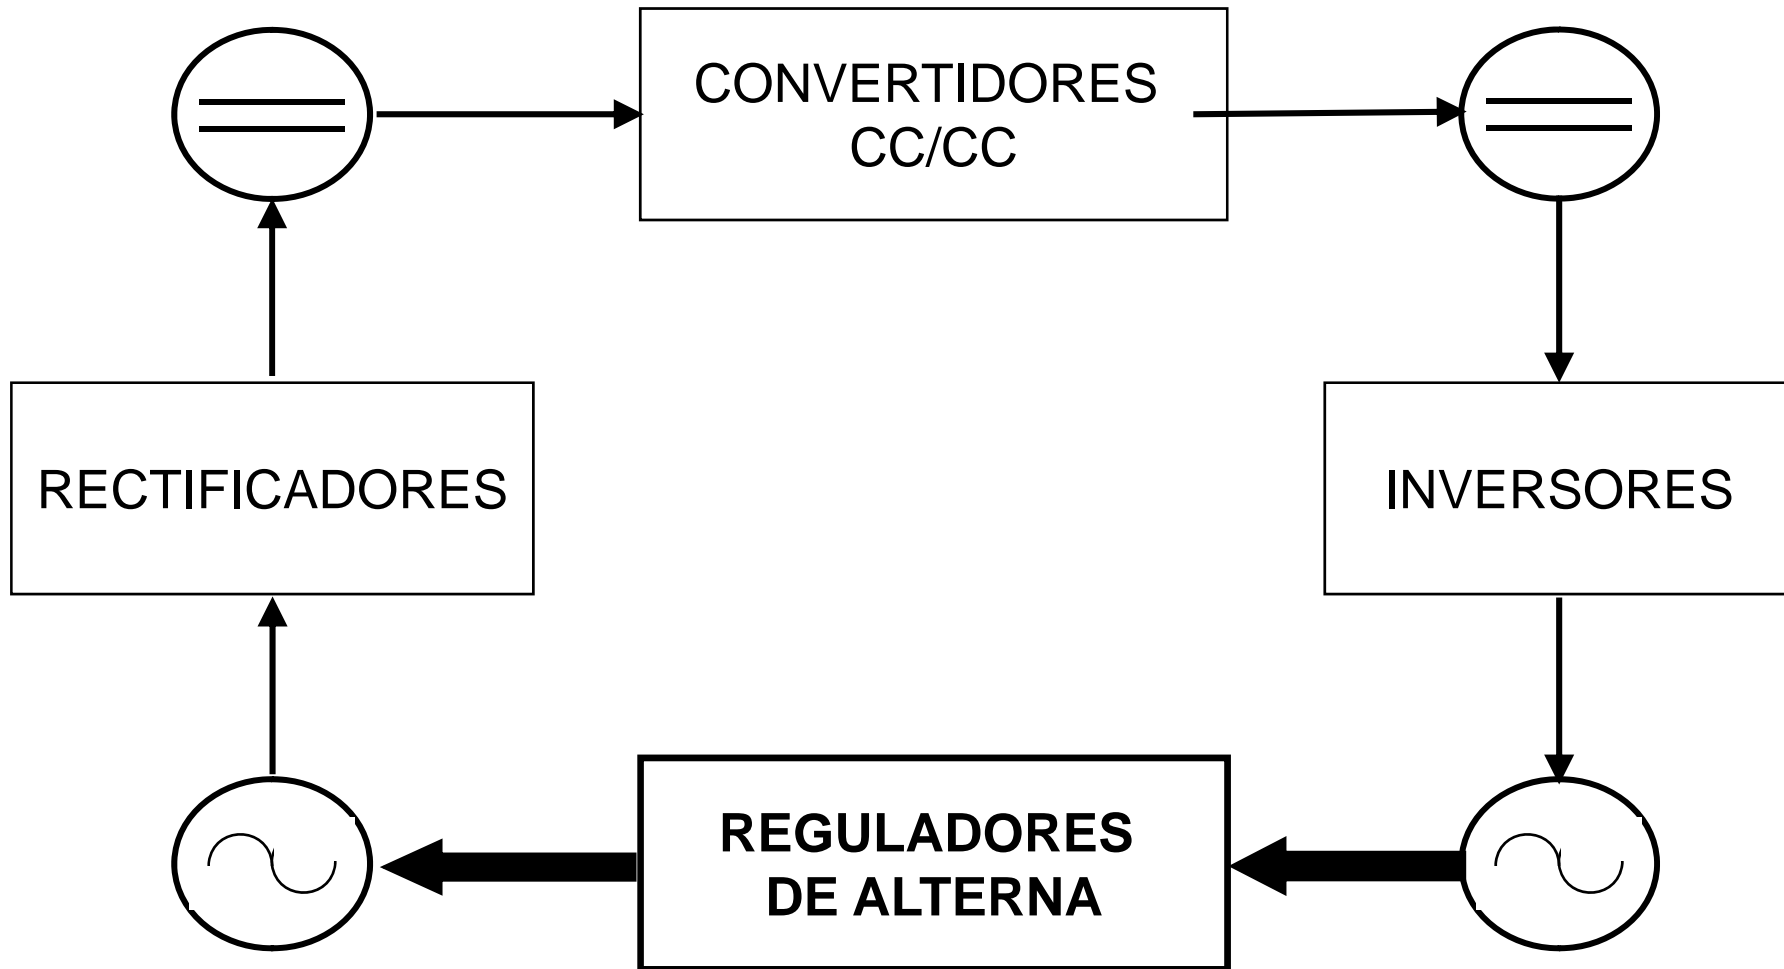 CONVERTIDORES
CC/CC
RECTIFICADORES
INVERSORES
REGULADORES
DE ALTERNA